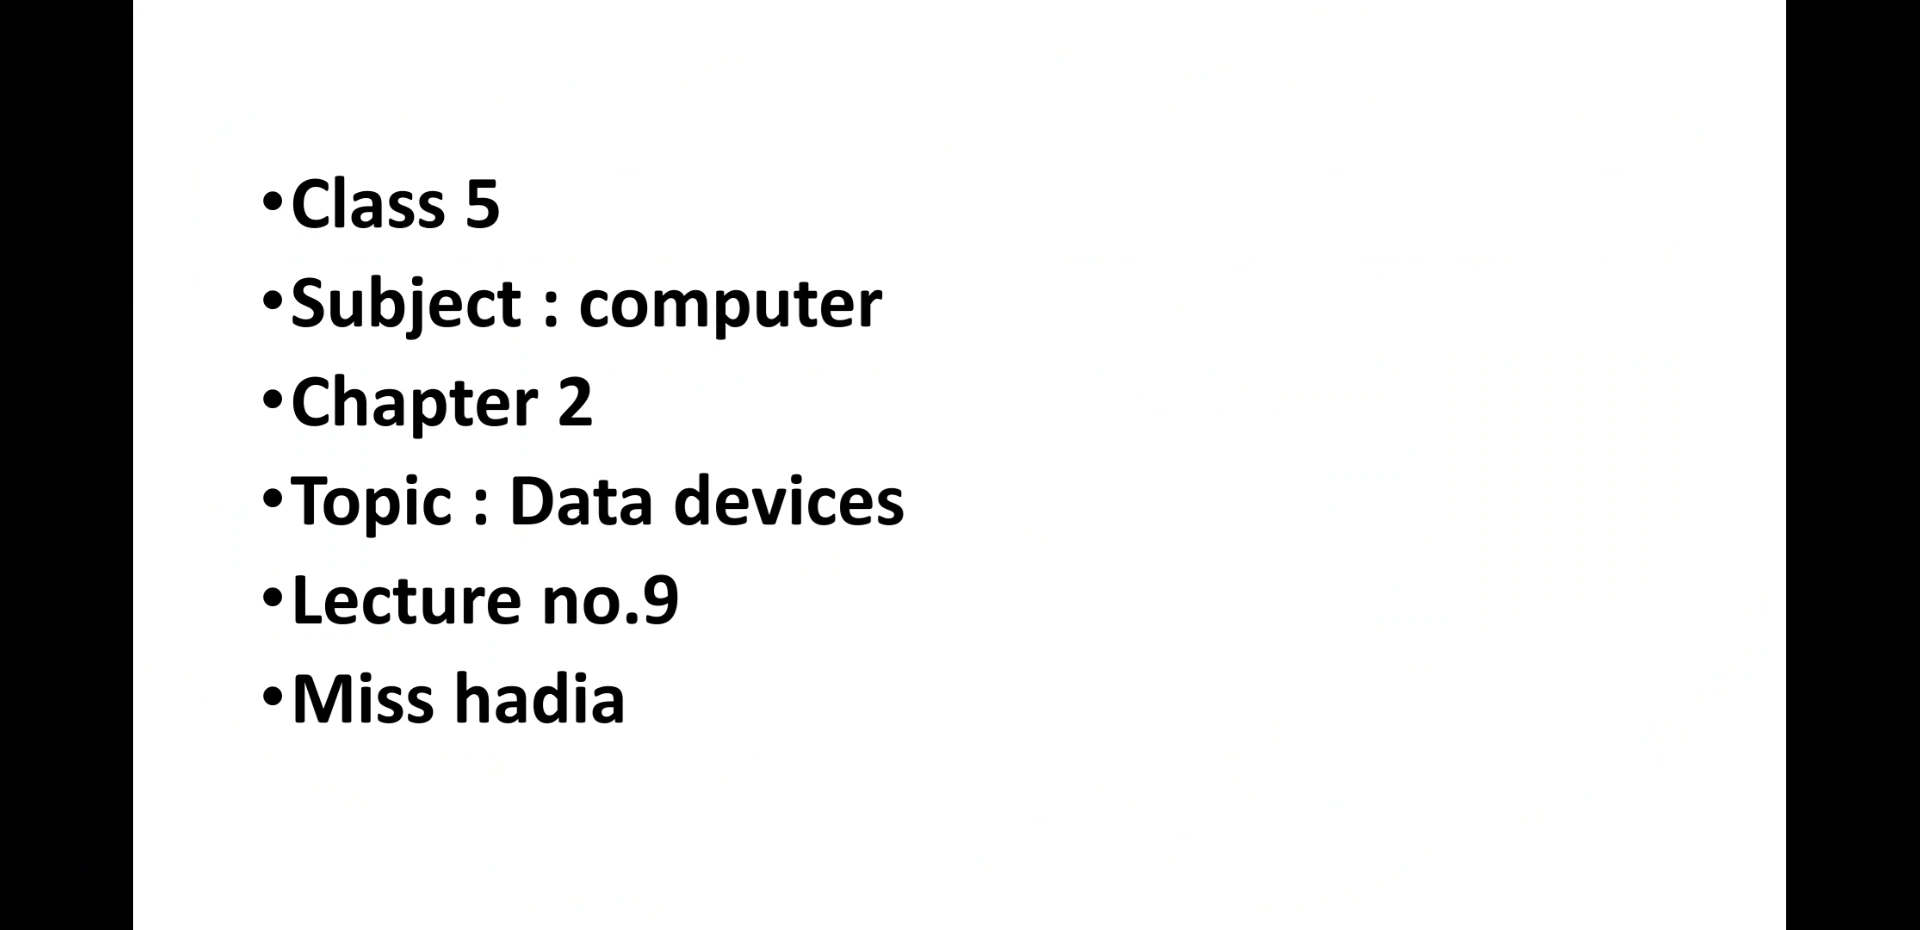 •Class 5
•Subject : computer
•Chapter 2
•Topic : Data devices
•Lecture no.9
•Miss hadia